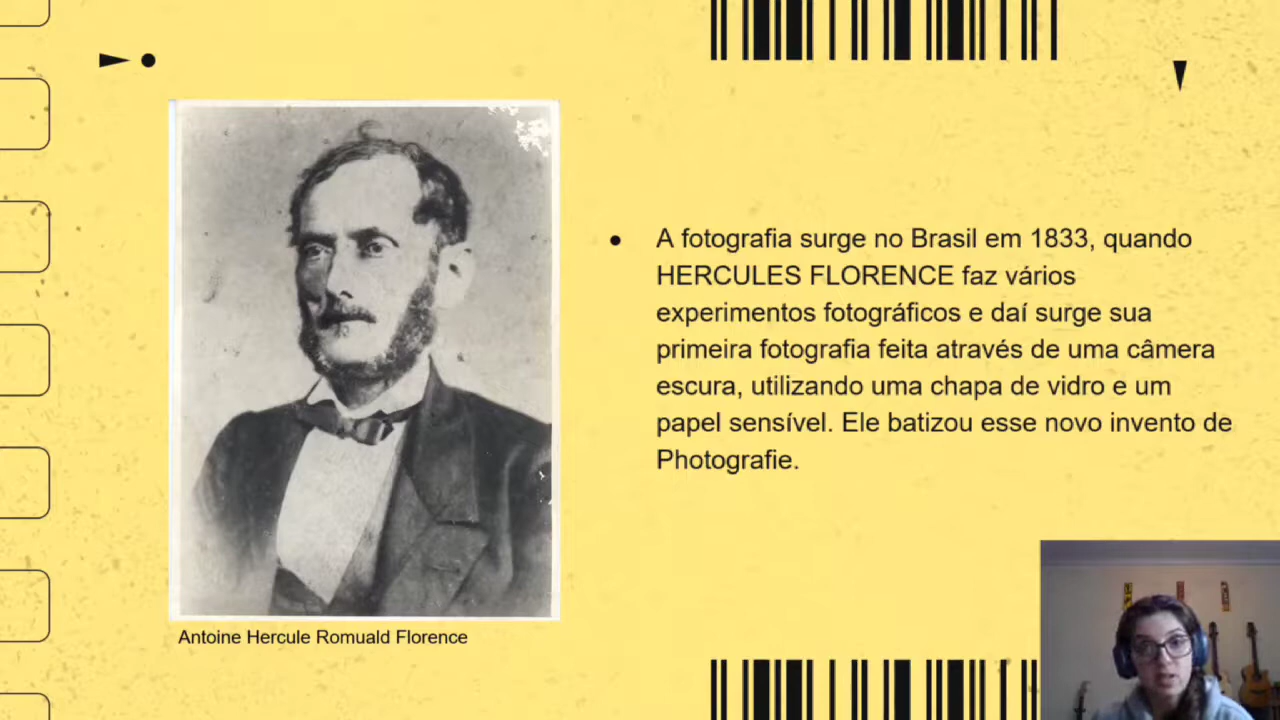 A fotografia surge no Brasil em 1833, quando
HERCULES FLORENCE faz vários
experimentos fotográficos e daí surge sua
primeira fotografia feita através de uma câmera
escura, utilizando uma chapa de vidro e um
papel sensível. Ele batizou esse novo invento de
Photografie.
Antoine Hercule Romuald Florence